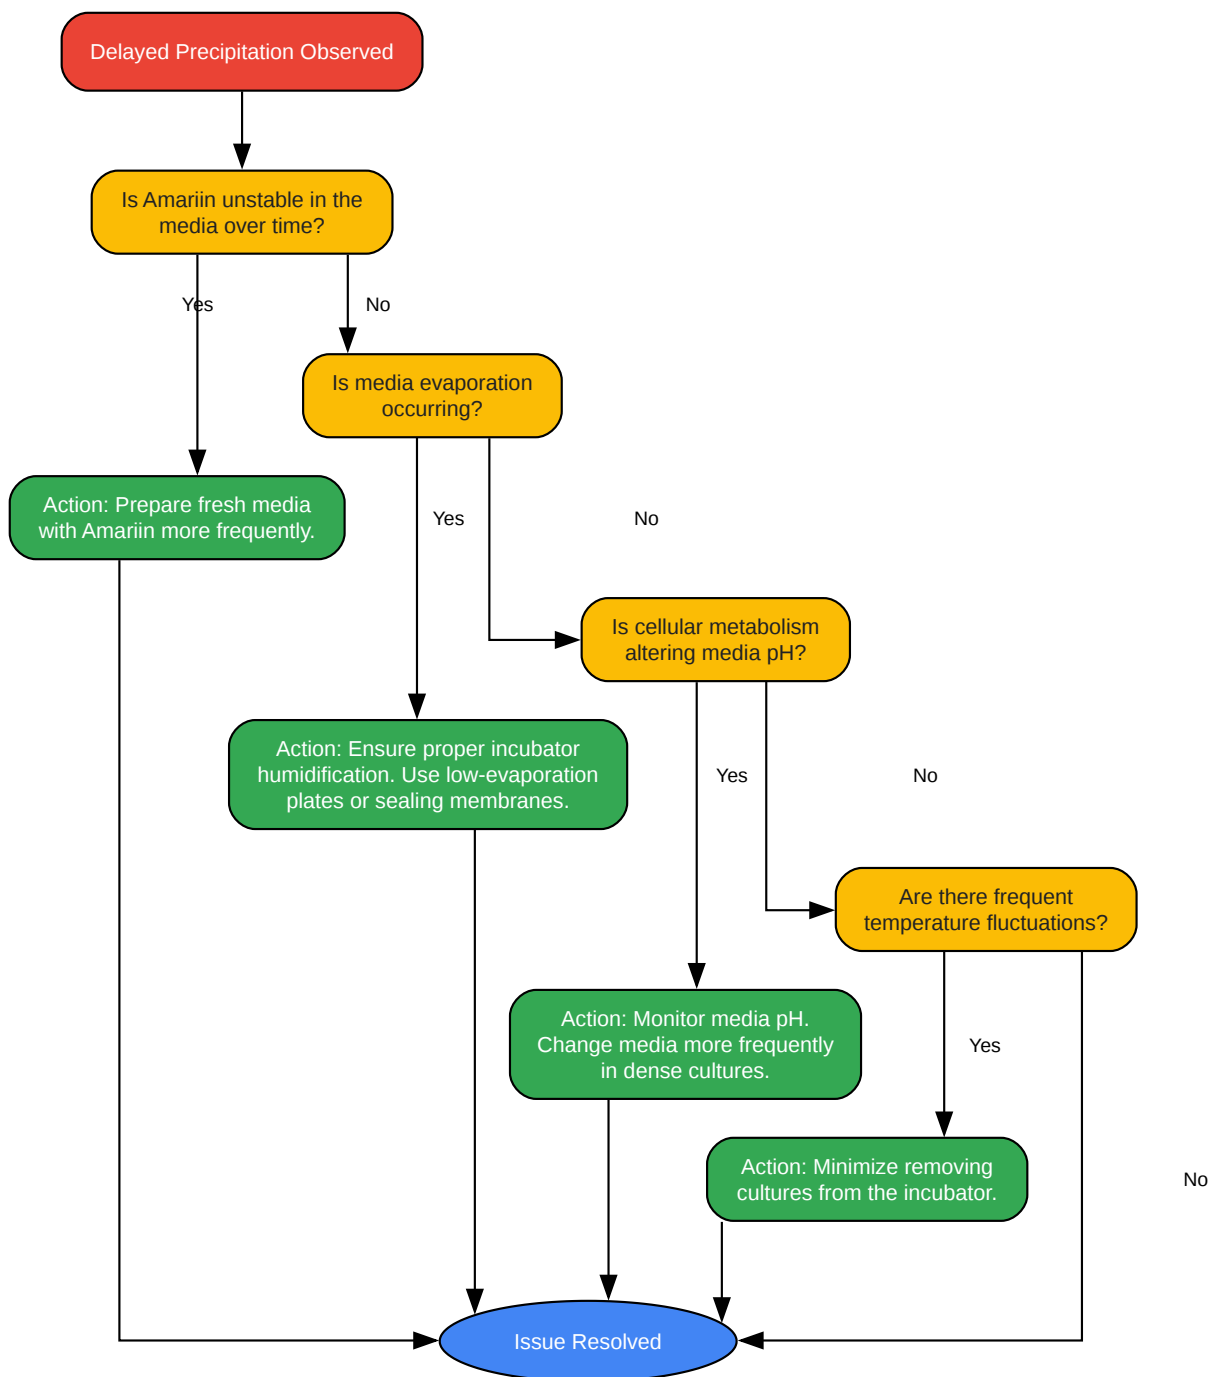 Delayed Precipitation Observed
Is Amariin unstable in the
media over time?
Yes
No
Is media evaporation
occurring?
Action: Prepare fresh media
with Amariin more frequently.
Yes
No
Is cellular metabolism
altering media pH?
Action: Ensure proper incubator
humidification. Use low-evaporation
plates or sealing membranes.
Yes
No
Are there frequent
temperature fluctuations?
Action: Monitor media pH.
Change media more frequently
in dense cultures.
Yes
Action: Minimize removing
cultures from the incubator.
No
Issue Resolved